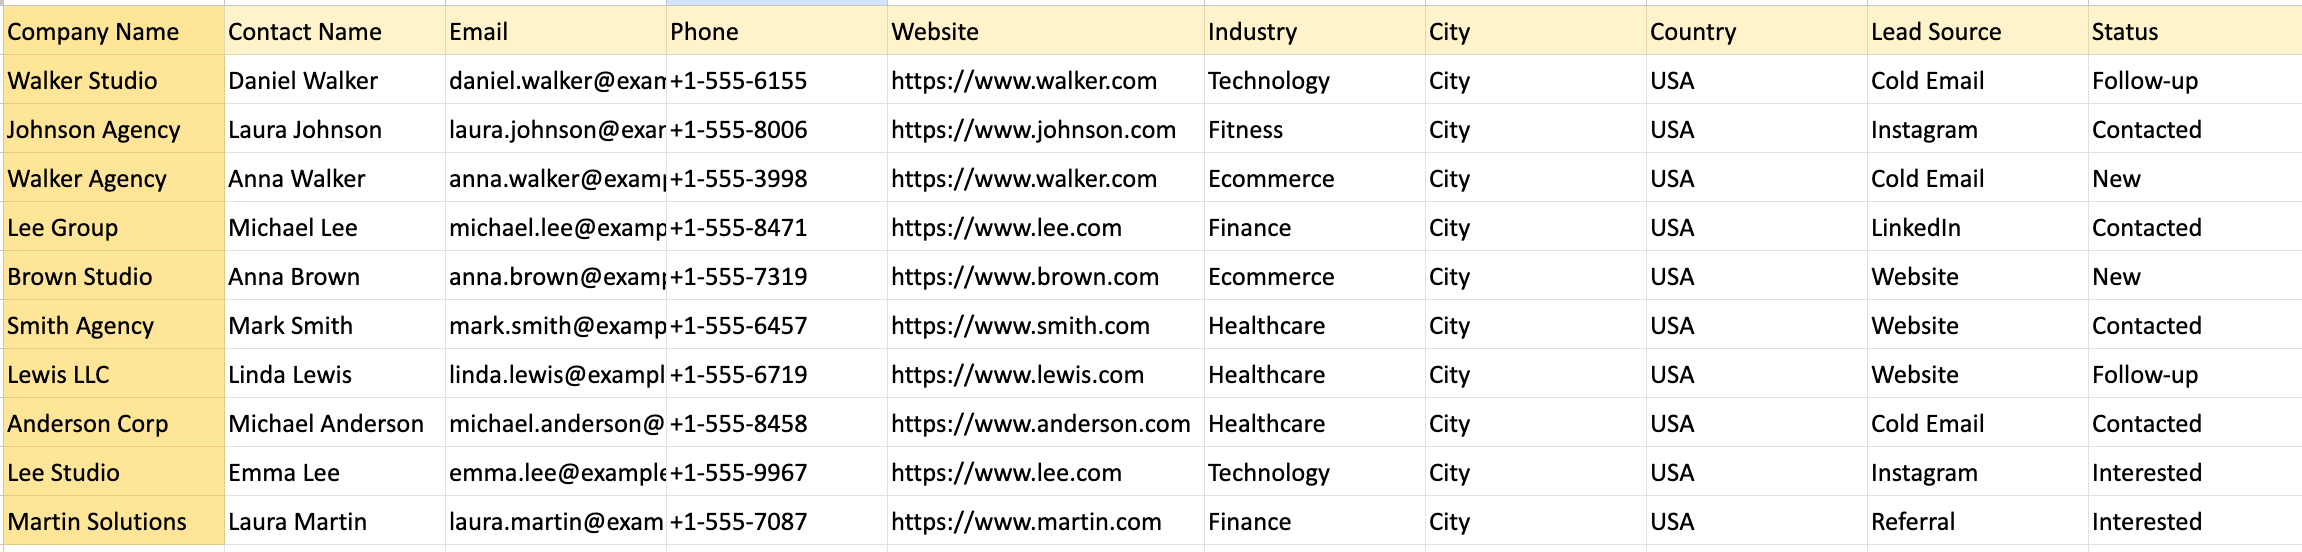 Company Name Contact Name Email Phone Website Industry City Country Lead Source Status
Walker Studio Daniel Walker daniel.walker@exam +1-555-6155 https://www.walker.com Technology City USA Cold Email Follow-up
Johnson Agency Laura Johnson laura.johnson@exam +1-555-8006 https://www.johnson.com Fitness City USA Instagram Contacted
Walker Agency Anna Walker anna.walker@examp +1-555-3998 https://www.walker.com Ecommerce City USA Cold Email New
Lee Group Michael Lee michael.lee@examp +1-555-8471 https://www.lee.com Finance City USA LinkedIn Contacted
Brown Studio Anna Brown anna.brown@examp +1-555-7319 https://www.brown.com Ecommerce City USA Website New
Smith Agency Mark Smith mark.smith@examp +1-555-6457 https://www.smith.com Healthcare City USA Website Contacted
Lewis LLC Linda Lewis linda.lewis@exampl +1-555-6719 https://www.lewis.com Healthcare City USA Website Follow-up
Anderson Corp Michael Anderson michael.anderson@ +1-555-8458 https://www.anderson.com Healthcare City USA Cold Email Contacted
Lee Studio Emma Lee emma.lee@example +1-555-9967 https://www.lee.com Technology City USA Instagram Interested
Martin Solutions Laura Martin laura.martin@exam +1-555-7087 https://www.martin.com Finance City USA Referral Interested